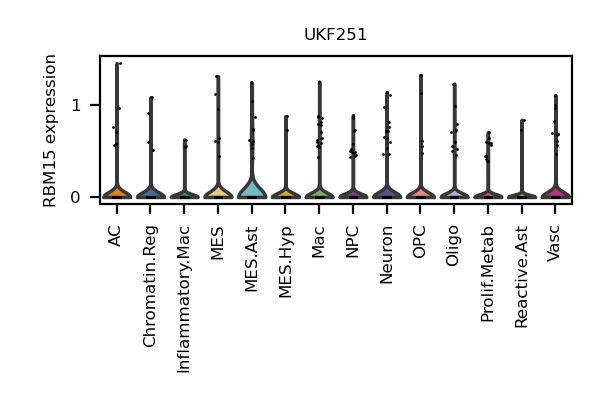 UKF251
RBM15 expression
1
0
AC
Chromatin.Reg
Inflammatory.Mac
MES
MES.Ast
MES.Hyp
Mac
NPC
Neuron
OPC
Oligo
Prolif.Metab
Reactive.Ast
Vasc